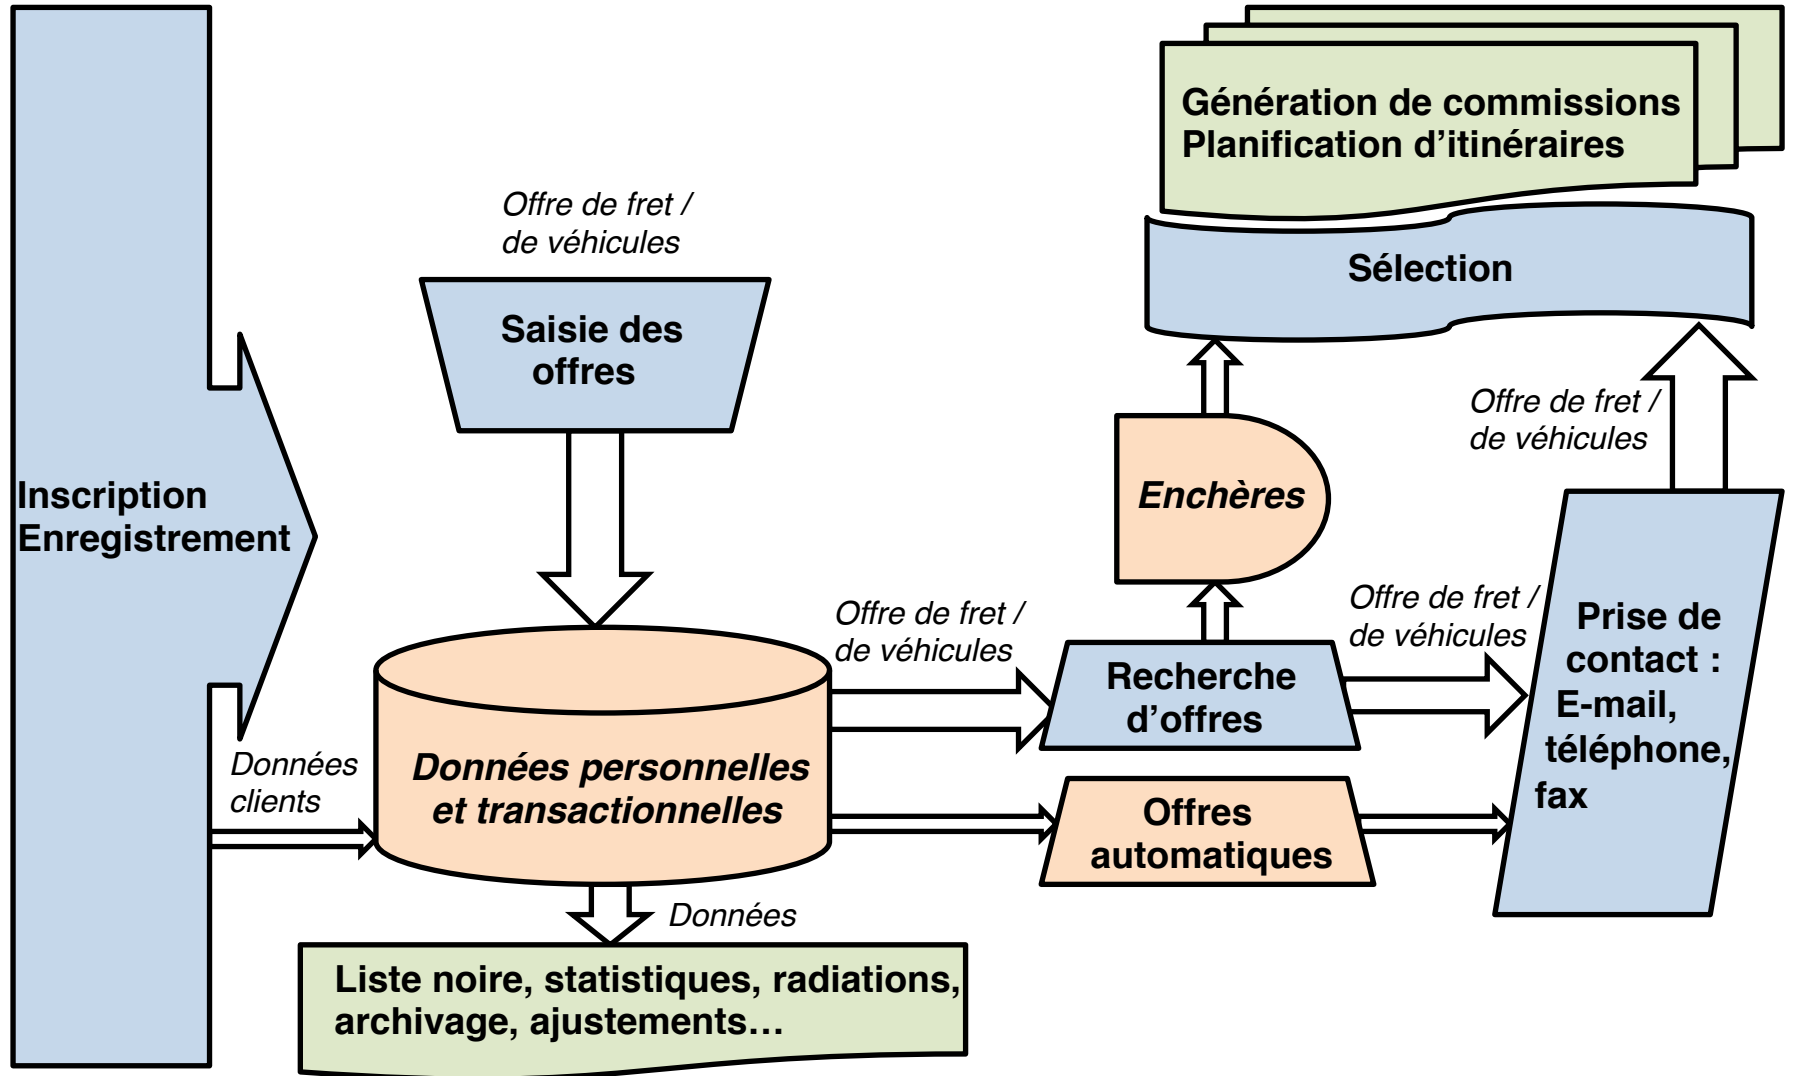 Génération de commissions
Planification d'itinéraires
Offre de fret /
de véhicules
Sélection
Saisie des
offres
Offre de fret /
de véhicules
Inscription
Enregistrement
Enchères
Offre de fret /
de véhicules
Offre de fret /
de véhicules
Recherche
d'offres
Prise de
contact :
E-mail,
téléphone,
fax
Données
clients
Données personnelles
et transactionnelles
Offres
automatiques
Données
Liste noire, statistiques, radiations,
archivage, ajustements…